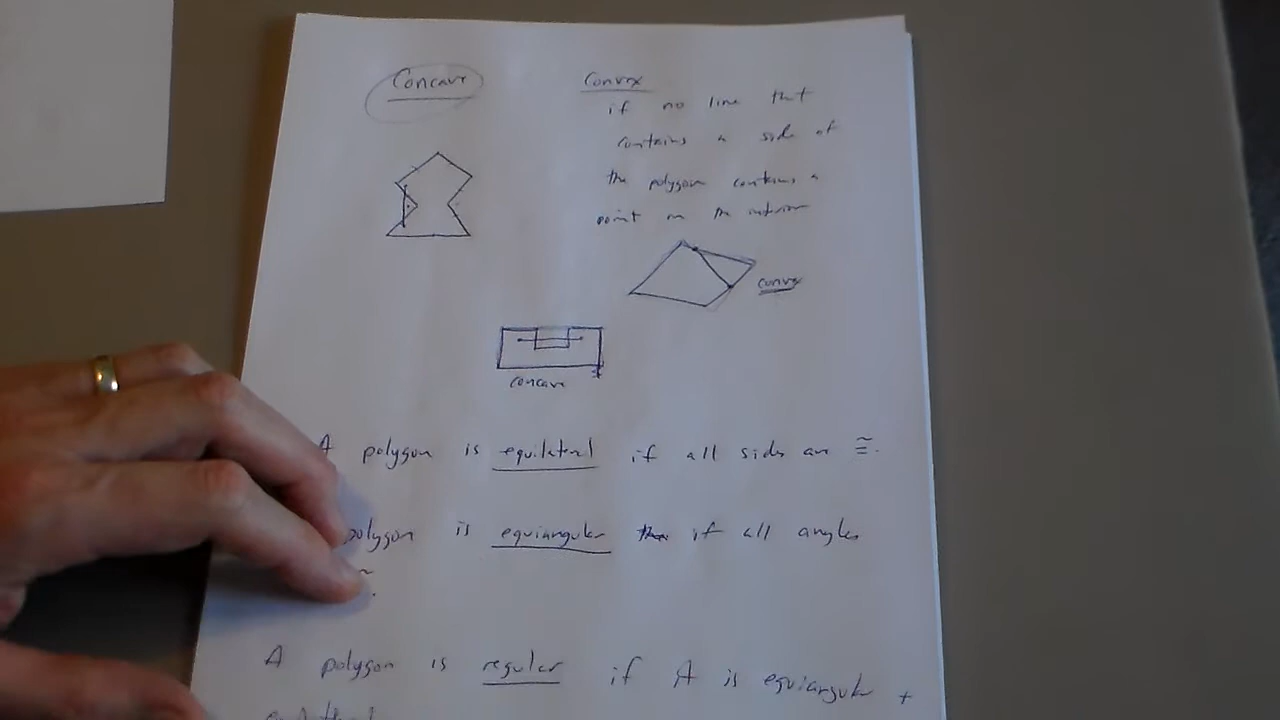 Concave
Convex
if no line that
contains a side of
the polygon contains a
point in the interior
convex
concave
A polygon is equilateral if all sides are ≅.
polygon is equiangular if all angles
≅.
A polygon is regular if it is equiangular +